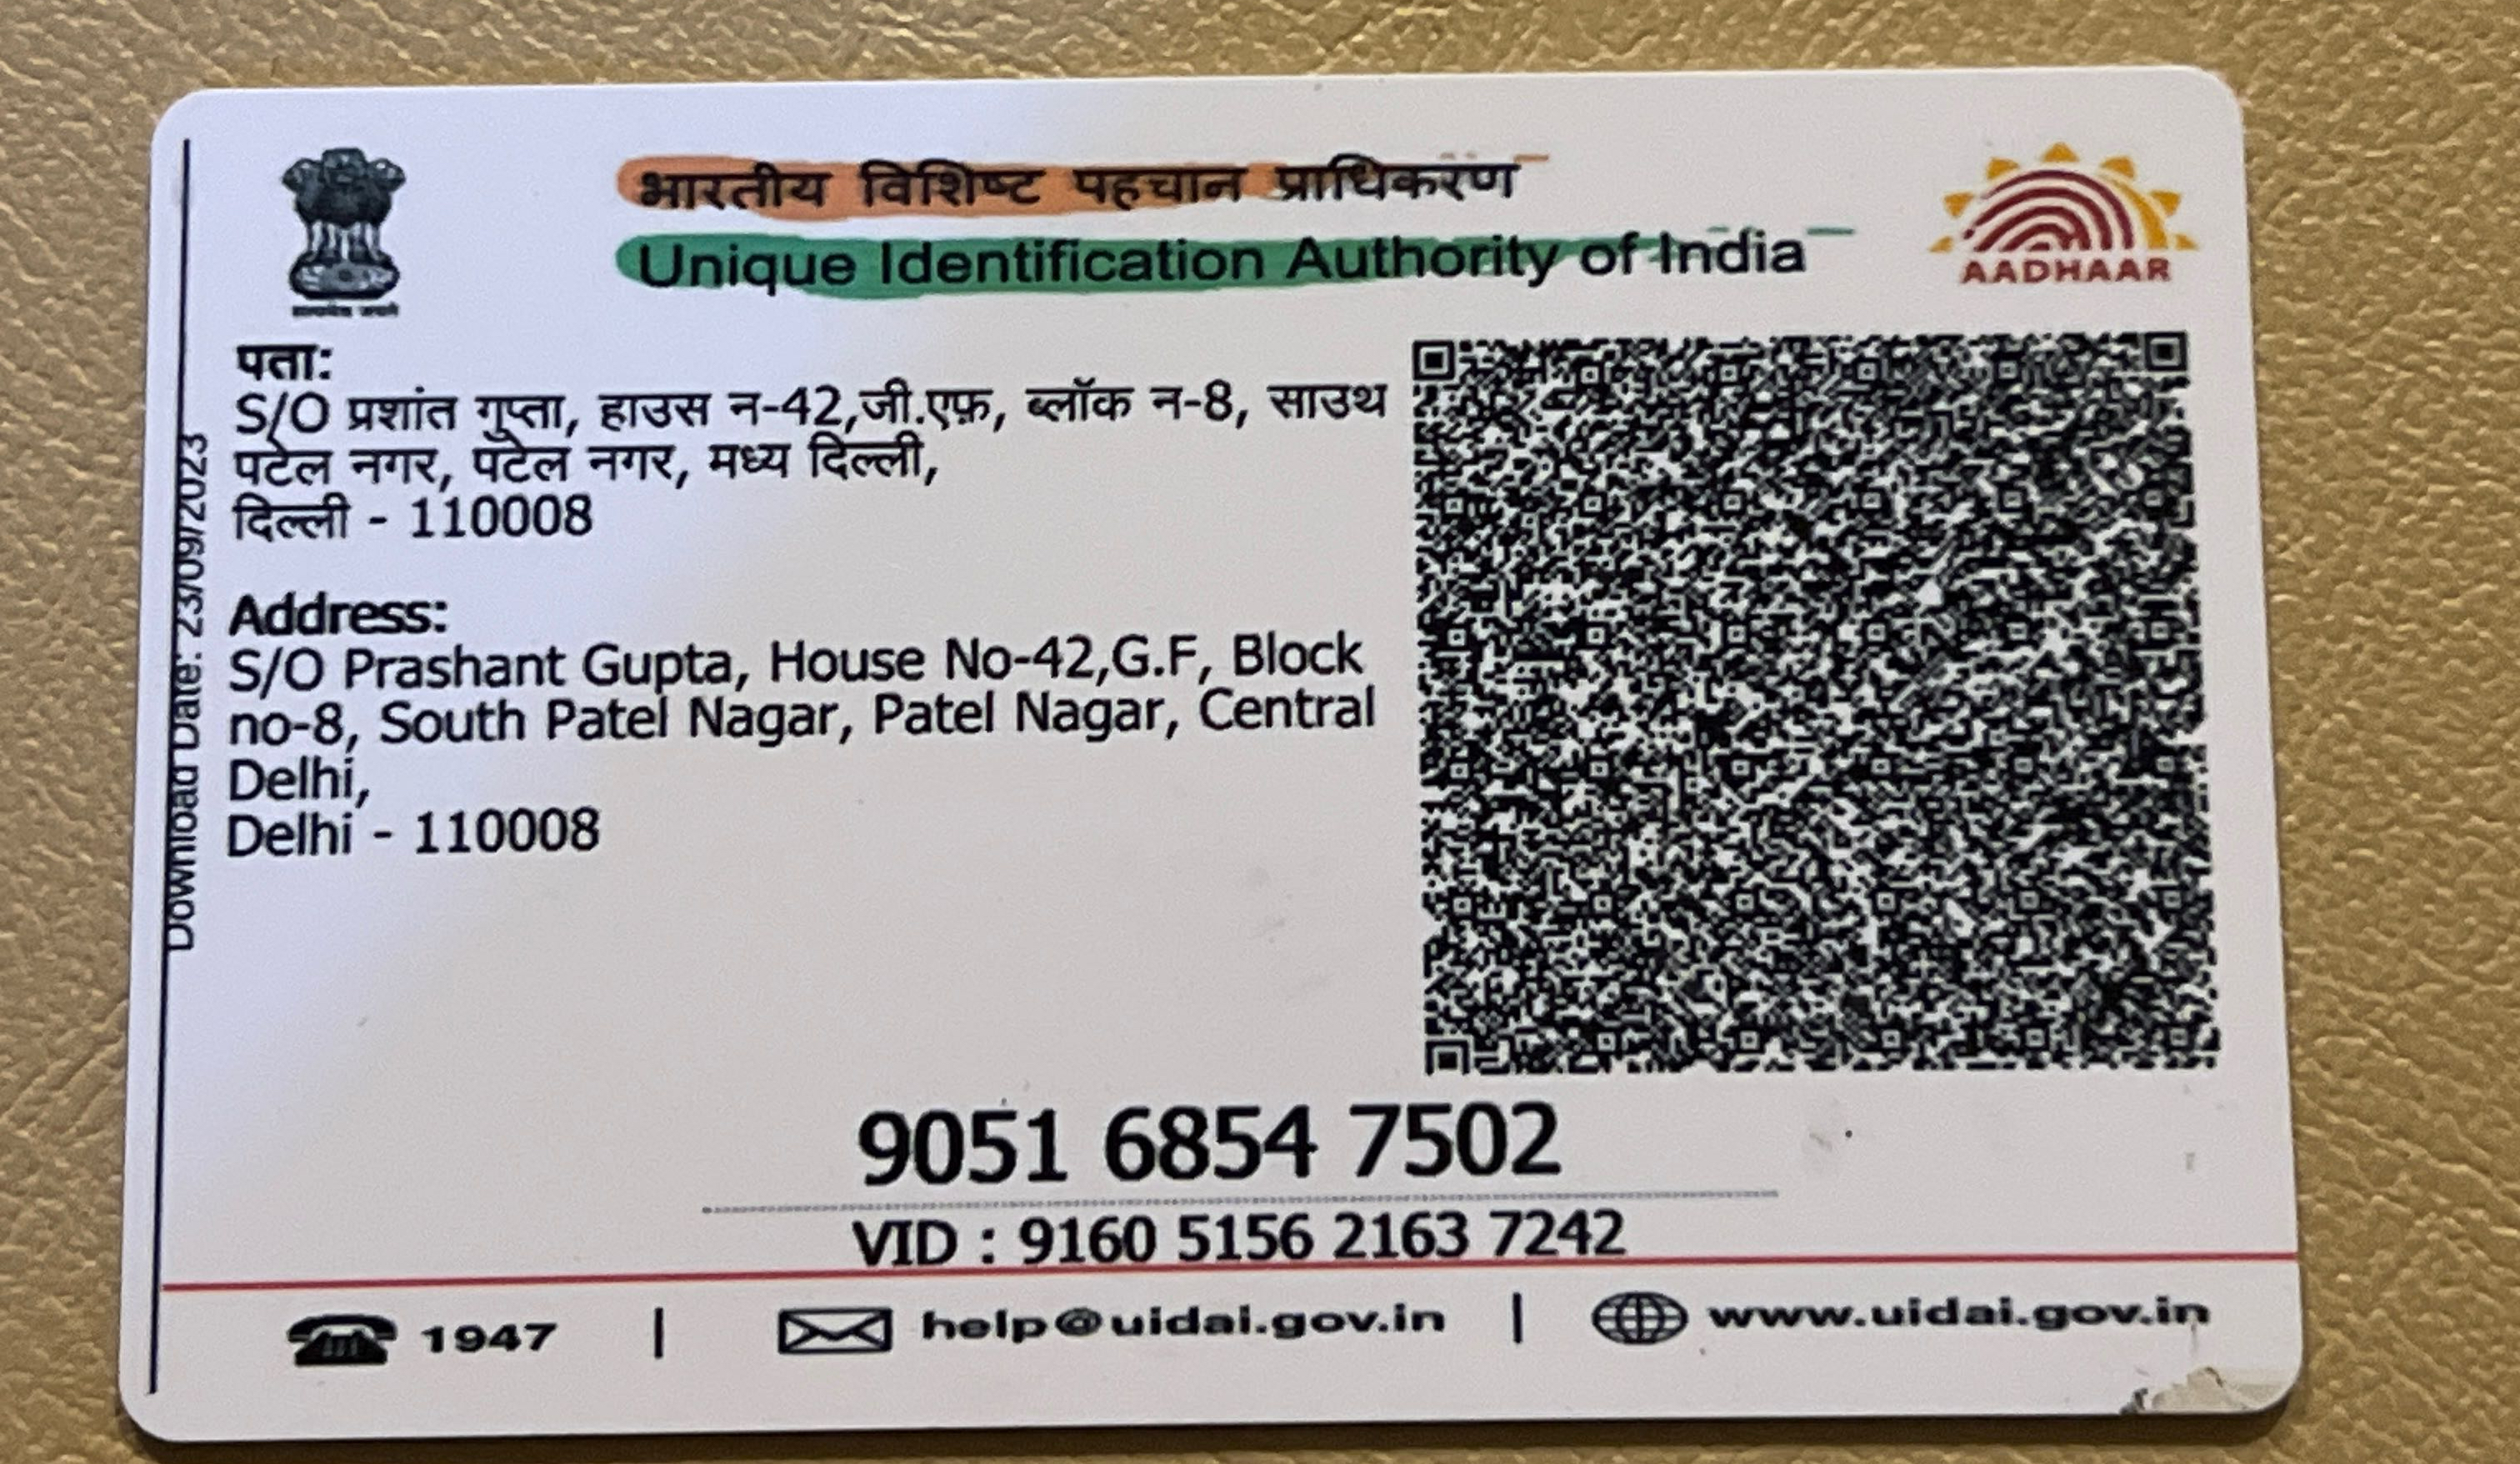 भारतीय विशिष्ट पहचान प्राधिकरण
Unique Identification Authority of India
AADHAAR
पता:
S/O प्रशांत गुप्ता, हाउस न-42,जी.एफ़, ब्लॉक न-8, साउथ
पटेल नगर, पटेल नगर, मध्य दिल्ली,
दिल्ली - 110008
Address:
S/O Prashant Gupta, House No-42,G.F, Block
no-8, South Patel Nagar, Patel Nagar, Central
Delhi,
Delhi - 110008
Download Date: 23/09/2023
9051 6854 7502
VID : 9160 5156 2163 7242
1947 | help@uidai.gov.in | www.uidai.gov.in